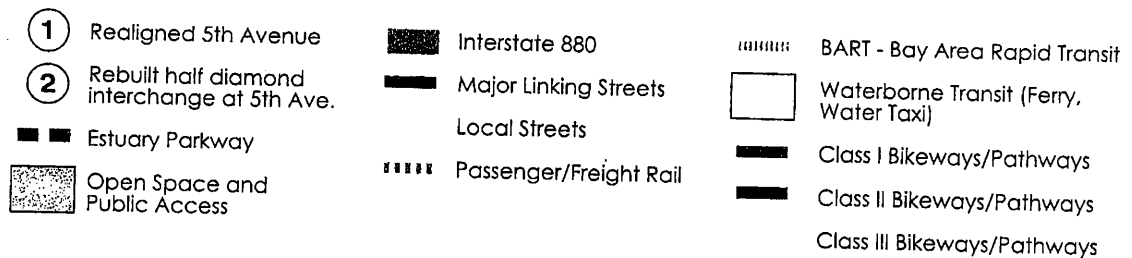 1 Realigned 5th Avenue
2 Rebuilt half diamond
interchange at 5th Ave.
Estuary Parkway
Open Space and
Public Access
Interstate 880
Major Linking Streets
Local Streets
Passenger/Freight Rail
BART - Bay Area Rapid Transit
Waterborne Transit (Ferry,
Water Taxi)
Class I Bikeways/Pathways
Class II Bikeways/Pathways
Class III Bikeways/Pathways